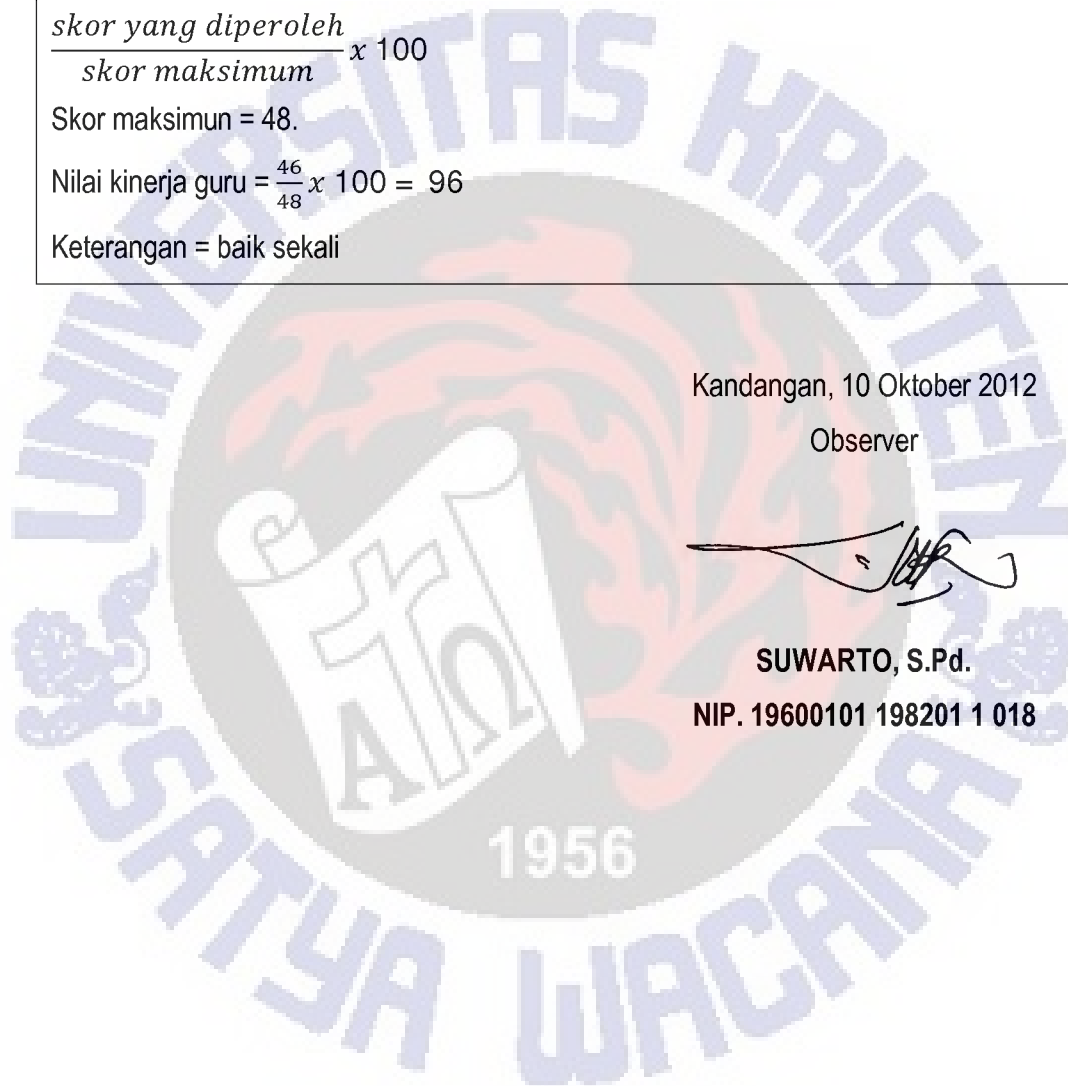 skor yang diperoleh
skor maksimum
x 100
Skor maksimun = 48.
Nilai kinerja guru = 46/48 x 100 = 96
Keterangan = baik sekali
Kandangan, 10 Oktober 2012
Observer
SUWARTO, S.Pd.
NIP. 19600101 198201 1 018
UNIVERSITAS KRISTEN
SATYA WACANA
1956
Α Ω